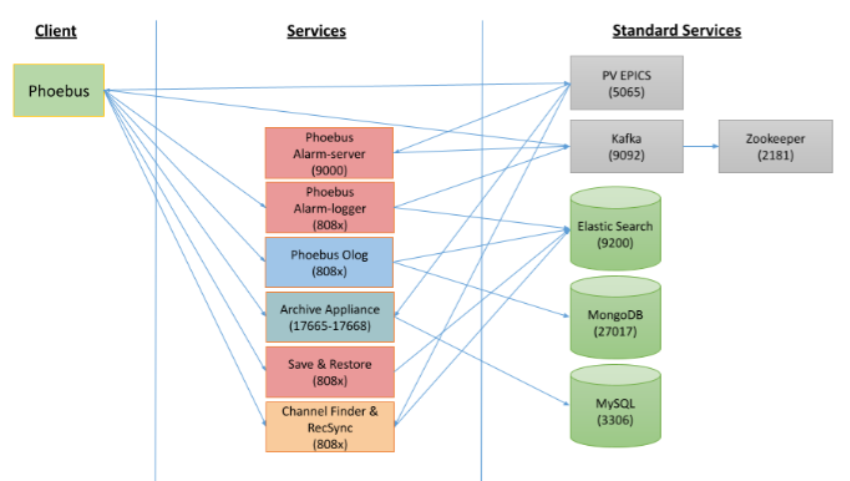 Client
Services
Standard Services
Phoebus
PV EPICS
(5065)
Kafka
(9092)
Zookeeper
(2181)
Phoebus
Alarm-server
(9000)
Phoebus
Alarm-logger
(808x)
Elastic Search
(9200)
Phoebus Olog
(808x)
Archive Appliance
(17665-17668)
MongoDB
(27017)
Save & Restore
(808x)
MySQL
(3306)
Channel Finder &
RecSync
(808x)